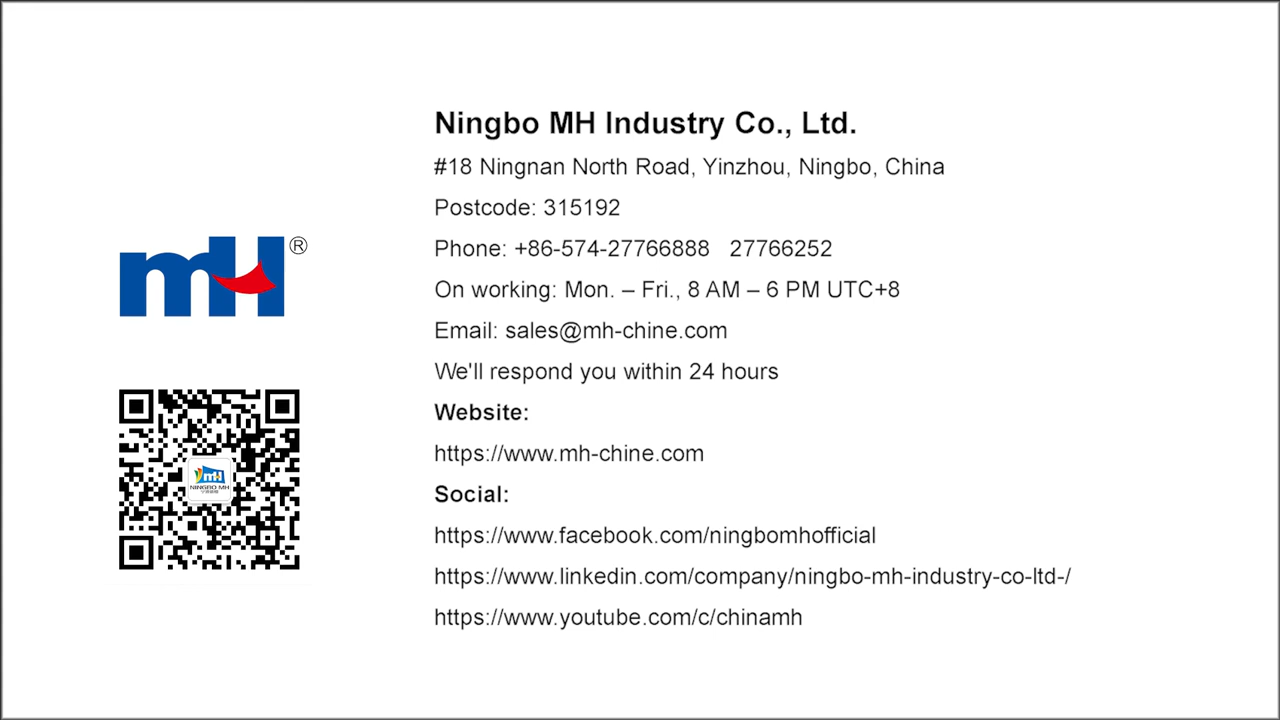 mH®
NINGBO MH
Ningbo MH Industry Co., Ltd.
#18 Ningnan North Road, Yinzhou, Ningbo, China
Postcode: 315192
Phone: +86-574-27766888   27766252
On working: Mon. – Fri., 8 AM – 6 PM UTC+8
Email: sales@mh-chine.com
We'll respond you within 24 hours
Website:
https://www.mh-chine.com
Social:
https://www.facebook.com/ningbomhofficial
https://www.linkedin.com/company/ningbo-mh-industry-co-ltd-/
https://www.youtube.com/c/chinamh